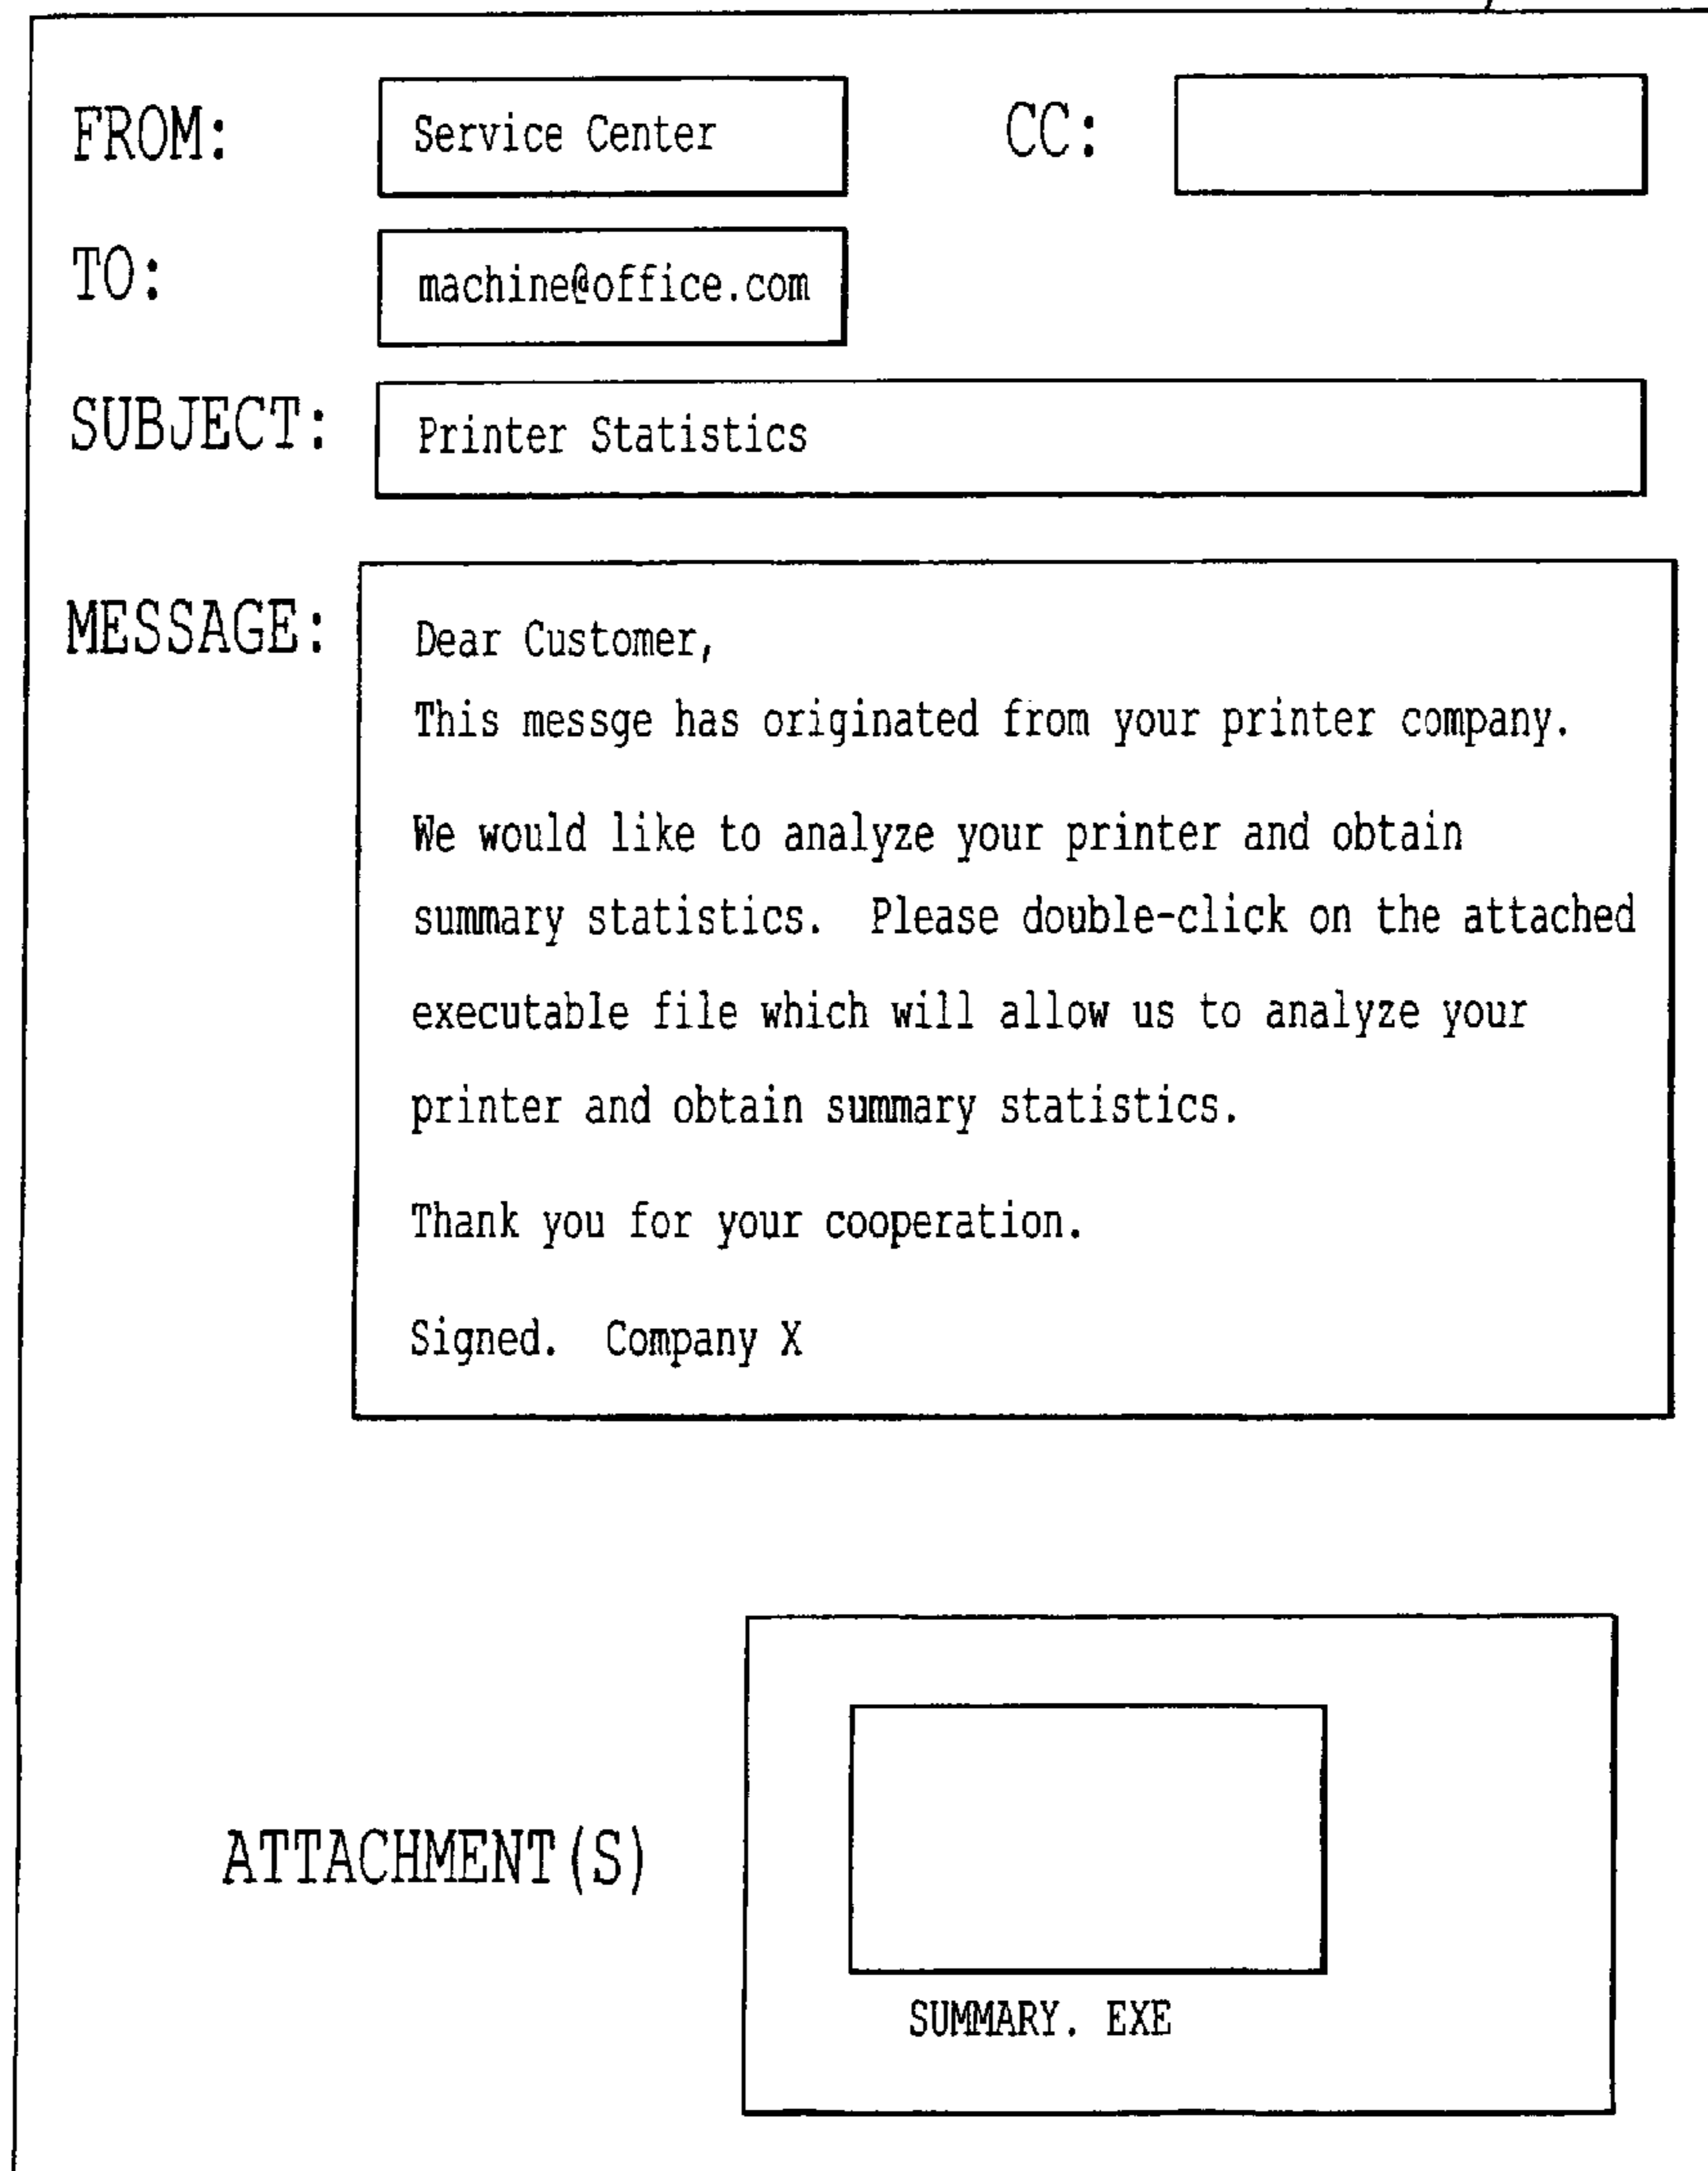 FROM: Service Center CC:
TO: machine@office.com
SUBJECT: Printer Statistics
MESSAGE: Dear Customer,
This messge has originated from your printer company.
We would like to analyze your printer and obtain
summary statistics.  Please double-click on the attached
executable file which will allow us to analyze your
printer and obtain summary statistics.
Thank you for your cooperation.
Signed.  Company X
ATTACHMENT(S)
SUMMARY. EXE